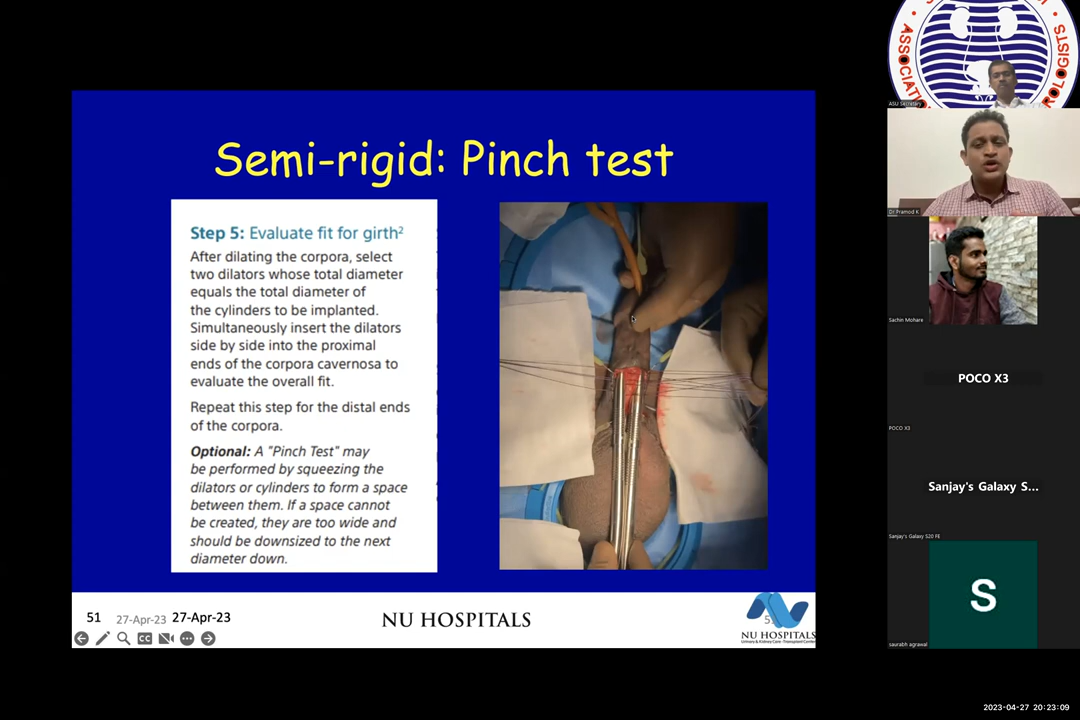 Semi-rigid: Pinch test
Step 5: Evaluate fit for girth2
After dilating the corpora, select
two dilators whose total diameter
equals the total diameter of
the cylinders to be implanted.
Simultaneously insert the dilators
side by side into the proximal
ends of the corpora cavernosa to
evaluate the overall fit.
Repeat this step for the distal ends
of the corpora.
Optional: A "Pinch Test" may
be performed by squeezing the
dilators or cylinders to form a space
between them. If a space cannot
be created, they are too wide and
should be downsized to the next
diameter down.
51
27-Apr-23 27-Apr-23
NU HOSPITALS
NU HOSPITALS
CC
ASU Secretary
Dr Pramod K
Sachin Mohare
POCO X3
POCO X3
Sanjay's Galaxy S...
Sanjay's Galaxy S20 FE
S
saurabh agrawal
2023-04-27 20:23:09